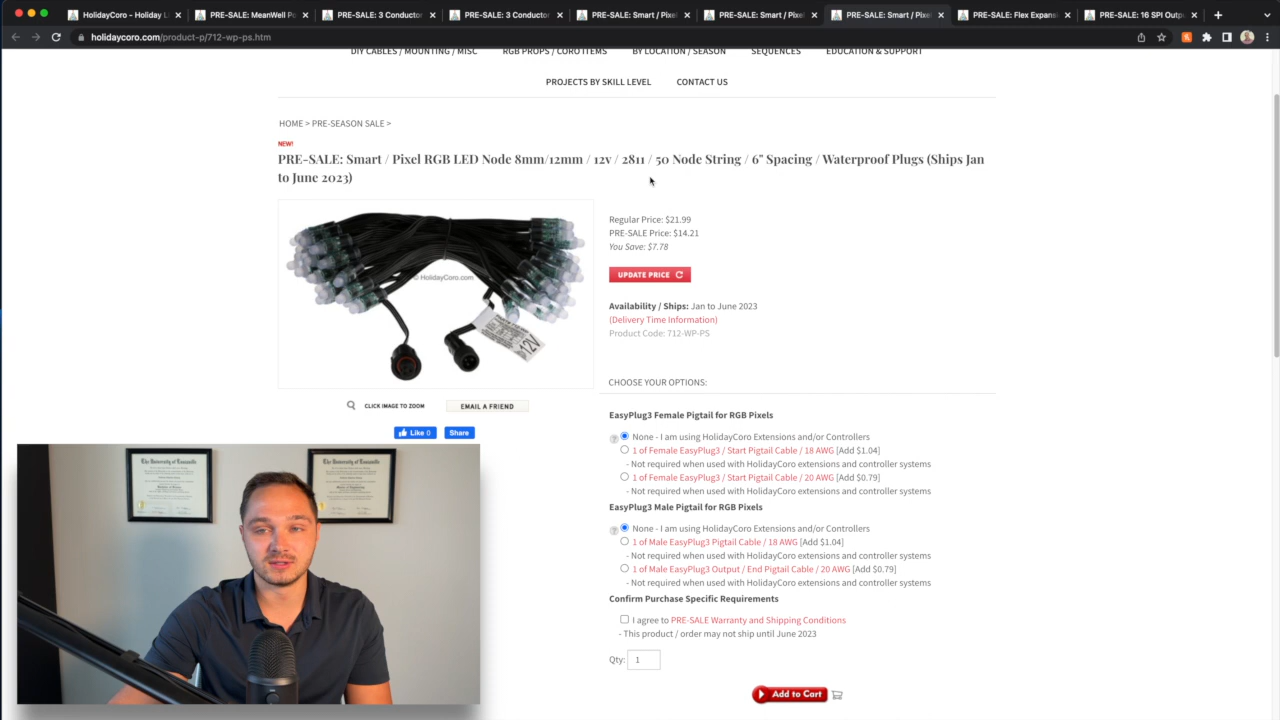 HolidayCoro - Holiday L
PRE-SALE: MeanWell Po
PRE-SALE: 3 Conductor
PRE-SALE: 3 Conductor
PRE-SALE: Smart / Pixel
PRE-SALE: Smart / Pixel
PRE-SALE: Smart / Pixel
PRE-SALE: Flex Expans
PRE-SALE: 16 SPI Outpu
holidaycoro.com/product-p/712-wp-ps.htm
DIY CABLES / MOUNTING / MISC
RGB PROPS / CORO ITEMS
BY LOCATION / SEASON
SEQUENCES
EDUCATION & SUPPORT
PROJECTS BY SKILL LEVEL
CONTACT US
HOME > PRE-SEASON SALE >
NEW!
PRE-SALE: Smart / Pixel RGB LED Node 8mm/12mm / 12v / 2811 / 50 Node String / 6" Spacing / Waterproof Plugs (Ships Jan
to June 2023)
© HolidayCoro.com
12V
CLICK IMAGE TO ZOOM
EMAIL A FRIEND
Like 0
Share
Regular Price: $21.99
PRE-SALE Price: $14.21
You Save: $7.78
UPDATE PRICE
Availability / Ships: Jan to June 2023
(Delivery Time Information)
Product Code: 712-WP-PS
CHOOSE YOUR OPTIONS:
EasyPlug3 Female Pigtail for RGB Pixels
? None - I am using HolidayCoro Extensions and/or Controllers
1 of Female EasyPlug3 / Start Pigtail Cable / 18 AWG [Add $1.04]
- Not required when used with HolidayCoro extensions and controller systems
1 of Female EasyPlug3 / Start Pigtail Cable / 20 AWG [Add $0.79]
- Not required when used with HolidayCoro extensions and controller systems
EasyPlug3 Male Pigtail for RGB Pixels
? None - I am using HolidayCoro Extensions and/or Controllers
1 of Male EasyPlug3 Pigtail Cable / 18 AWG [Add $1.04]
- Not required when used with HolidayCoro extensions and controller systems
1 of Male EasyPlug3 Output / End Pigtail Cable / 20 AWG [Add $0.79]
- Not required when used with HolidayCoro extensions and controller systems
Confirm Purchase Specific Requirements
I agree to PRE-SALE Warranty and Shipping Conditions
- This product / order may not ship until June 2023
Qty: 1
Add to Cart